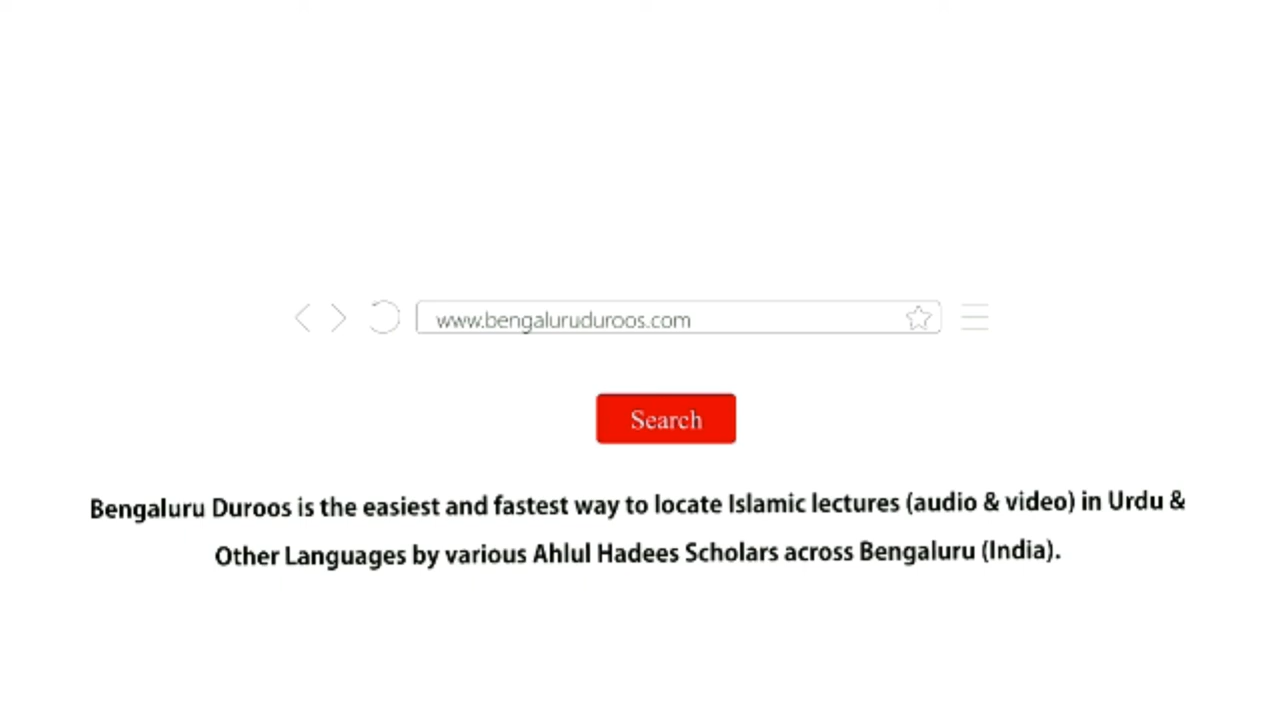 www.bengaluruduroos.com
Search
Bengaluru Duroos is the easiest and fastest way to locate Islamic lectures (audio & video) in Urdu &
Other Languages by various Ahlul Hadees Scholars across Bengaluru (India).